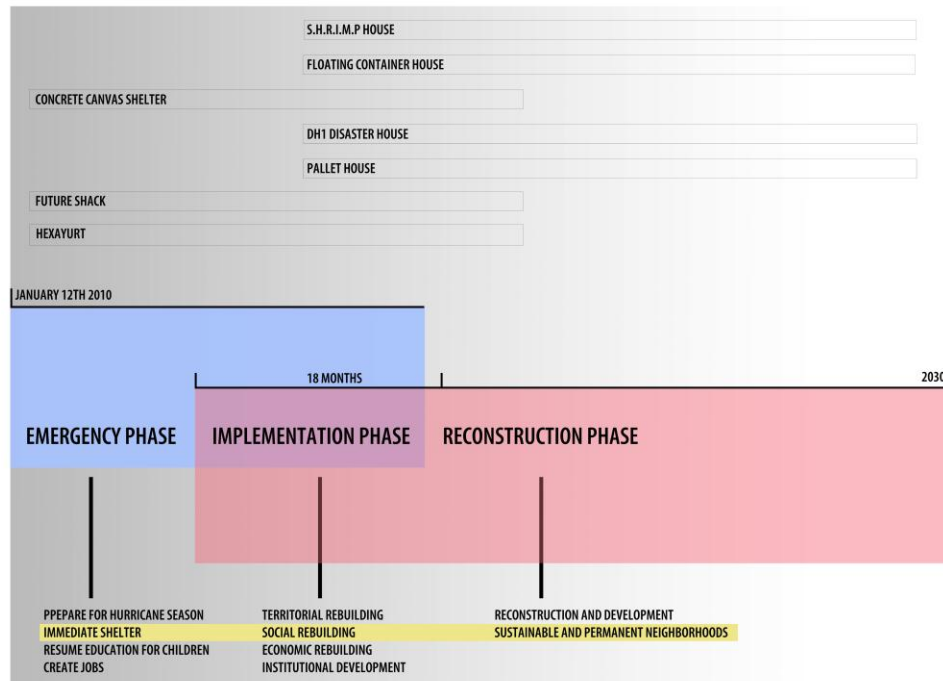 S.H.R.I.M.P HOUSE
FLOATING CONTAINER HOUSE
CONCRETE CANVAS SHELTER
DH1 DISASTER HOUSE
PALLET HOUSE
FUTURE SHACK
HEXAYURT
JANUARY 12TH 2010
18 MONTHS
2030
EMERGENCY PHASE
IMPLEMENTATION PHASE
RECONSTRUCTION PHASE
PPEPARE FOR HURRICANE SEASON
IMMEDIATE SHELTER
RESUME EDUCATION FOR CHILDREN
CREATE JOBS
TERRITORIAL REBUILDING
SOCIAL REBUILDING
ECONOMIC REBUILDING
INSTITUTIONAL DEVELOPMENT
RECONSTRUCTION AND DEVELOPMENT
SUSTAINABLE AND PERMANENT NEIGHBORHOODS